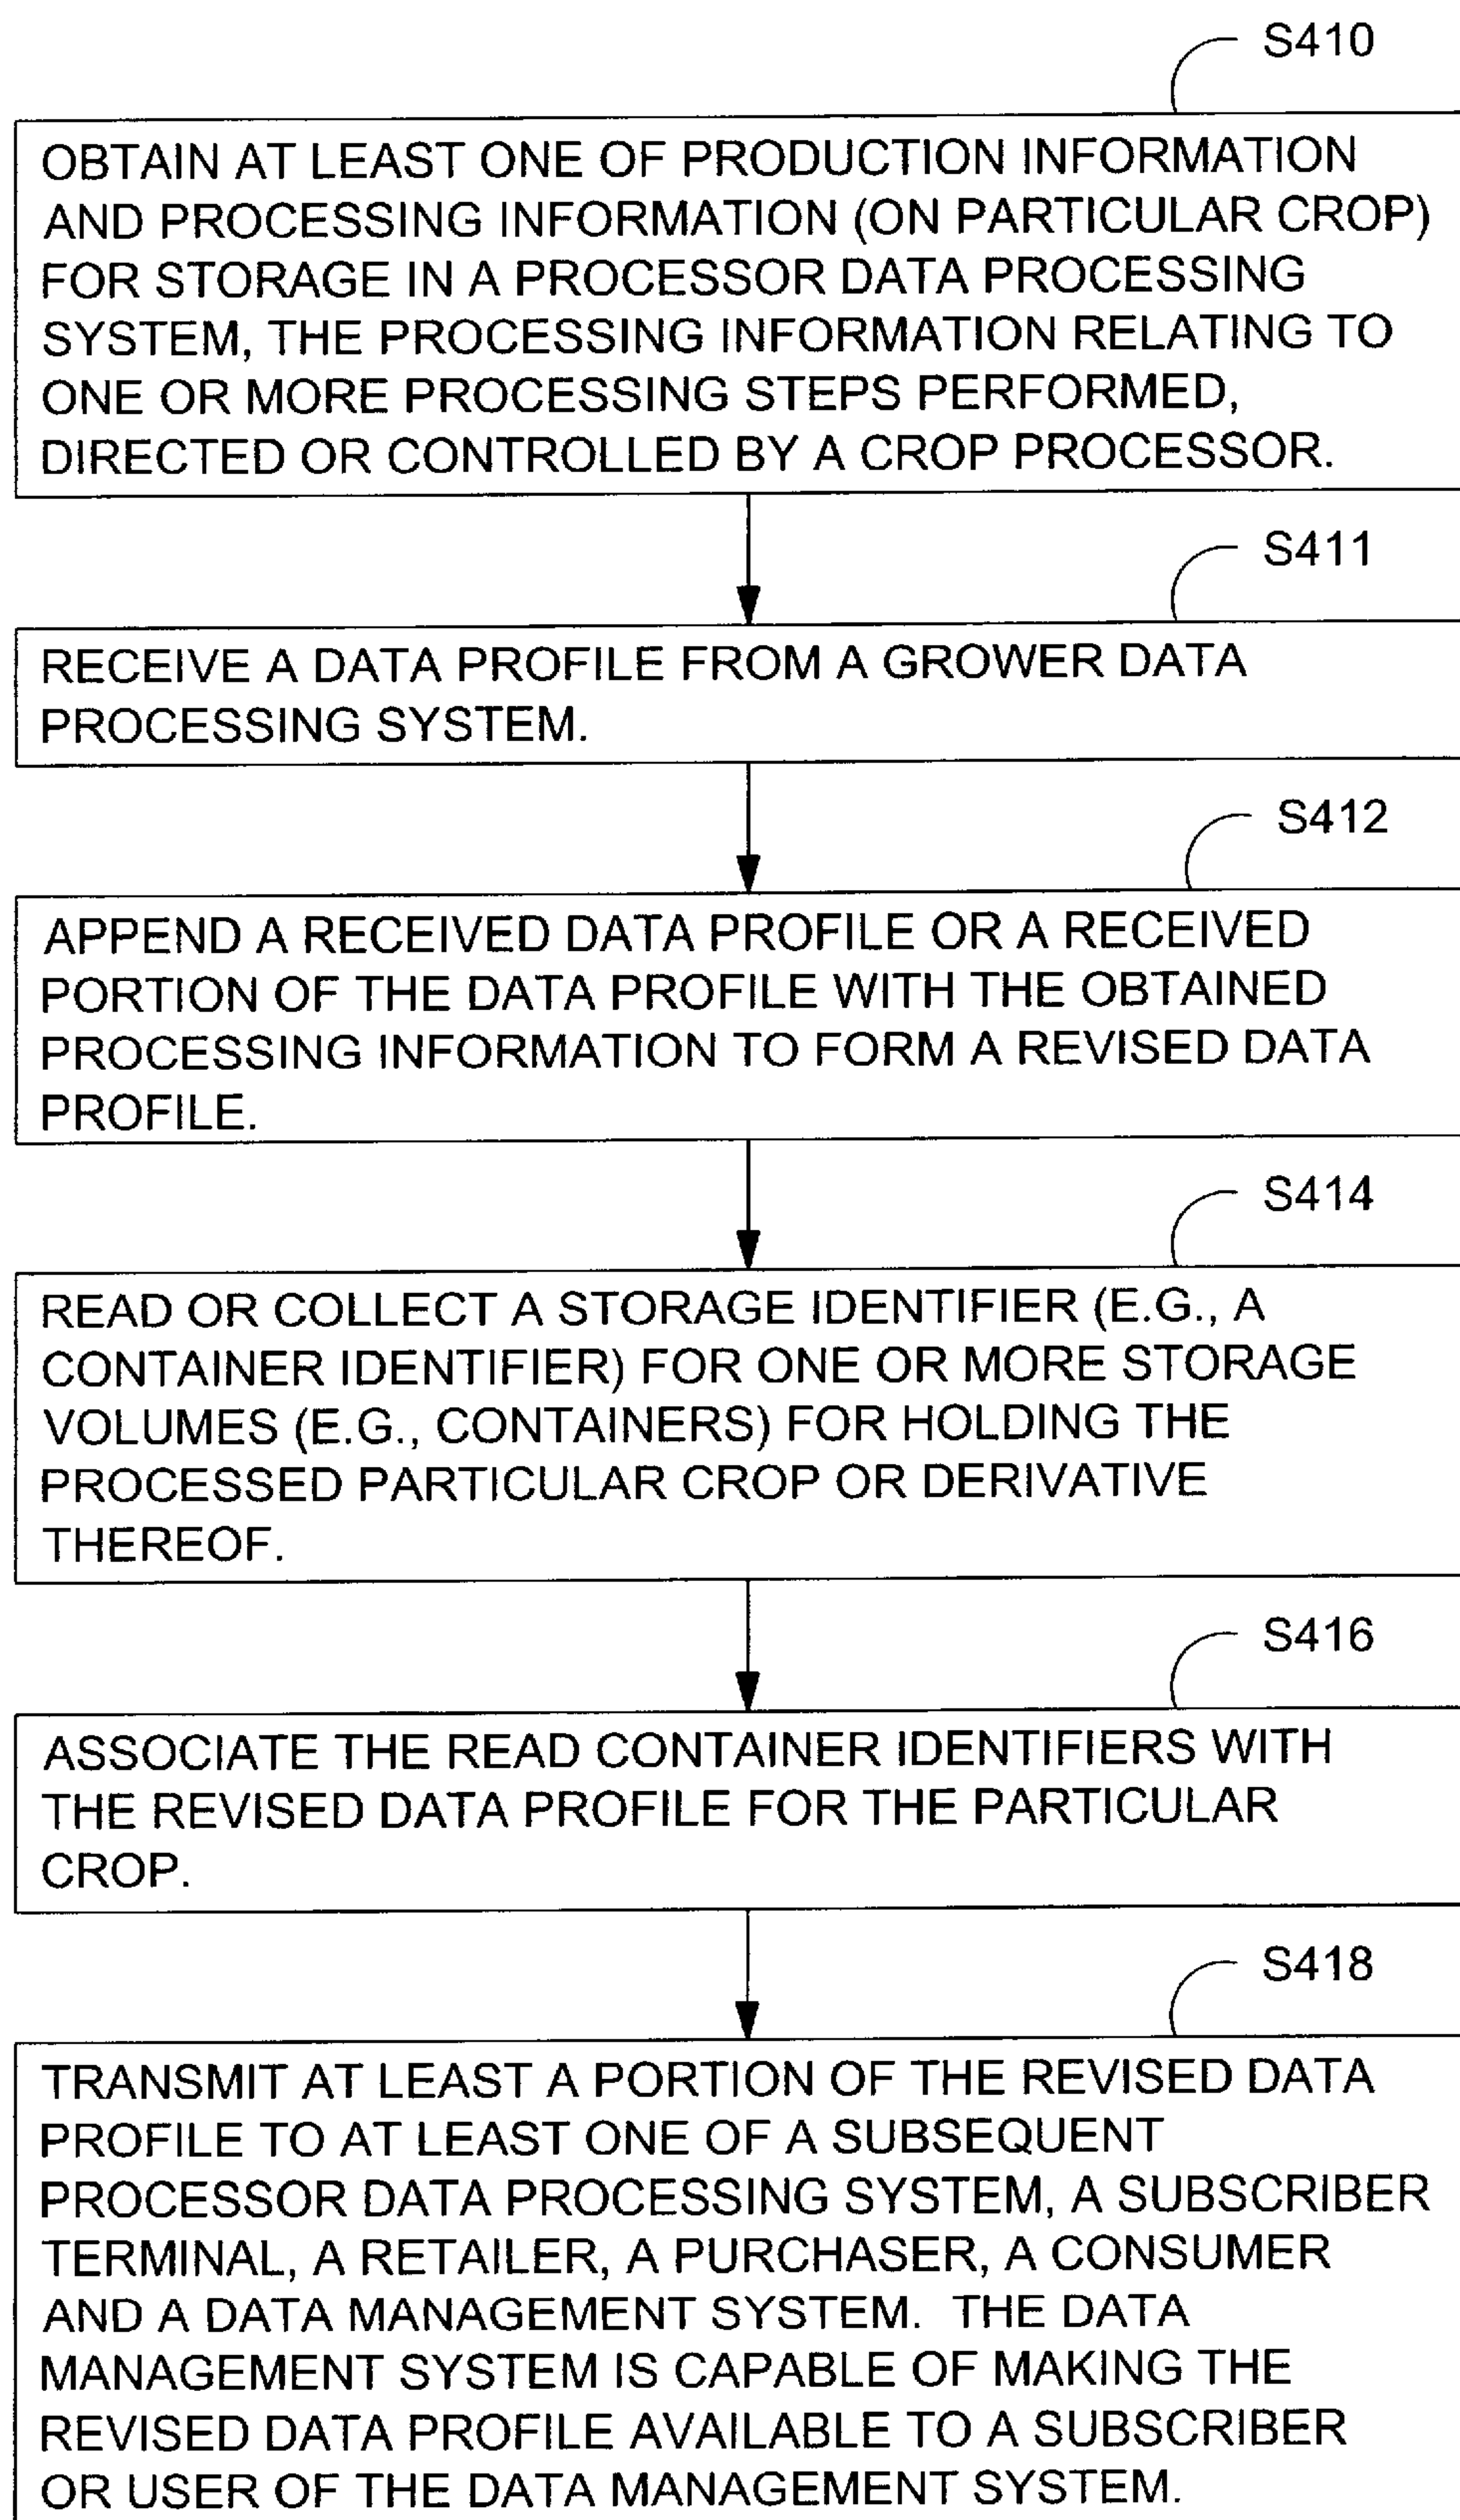 S410
OBTAIN AT LEAST ONE OF PRODUCTION INFORMATION
AND PROCESSING INFORMATION (ON PARTICULAR CROP)
FOR STORAGE IN A PROCESSOR DATA PROCESSING
SYSTEM, THE PROCESSING INFORMATION RELATING TO
ONE OR MORE PROCESSING STEPS PERFORMED,
DIRECTED OR CONTROLLED BY A CROP PROCESSOR.
S411
RECEIVE A DATA PROFILE FROM A GROWER DATA
PROCESSING SYSTEM.
S412
APPEND A RECEIVED DATA PROFILE OR A RECEIVED
PORTION OF THE DATA PROFILE WITH THE OBTAINED
PROCESSING INFORMATION TO FORM A REVISED DATA
PROFILE.
S414
READ OR COLLECT A STORAGE IDENTIFIER (E.G., A
CONTAINER IDENTIFIER) FOR ONE OR MORE STORAGE
VOLUMES (E.G., CONTAINERS) FOR HOLDING THE
PROCESSED PARTICULAR CROP OR DERIVATIVE
THEREOF.
S416
ASSOCIATE THE READ CONTAINER IDENTIFIERS WITH
THE REVISED DATA PROFILE FOR THE PARTICULAR
CROP.
S418
TRANSMIT AT LEAST A PORTION OF THE REVISED DATA
PROFILE TO AT LEAST ONE OF A SUBSEQUENT
PROCESSOR DATA PROCESSING SYSTEM, A SUBSCRIBER
TERMINAL, A RETAILER, A PURCHASER, A CONSUMER
AND A DATA MANAGEMENT SYSTEM. THE DATA
MANAGEMENT SYSTEM IS CAPABLE OF MAKING THE
REVISED DATA PROFILE AVAILABLE TO A SUBSCRIBER
OR USER OF THE DATA MANAGEMENT SYSTEM.